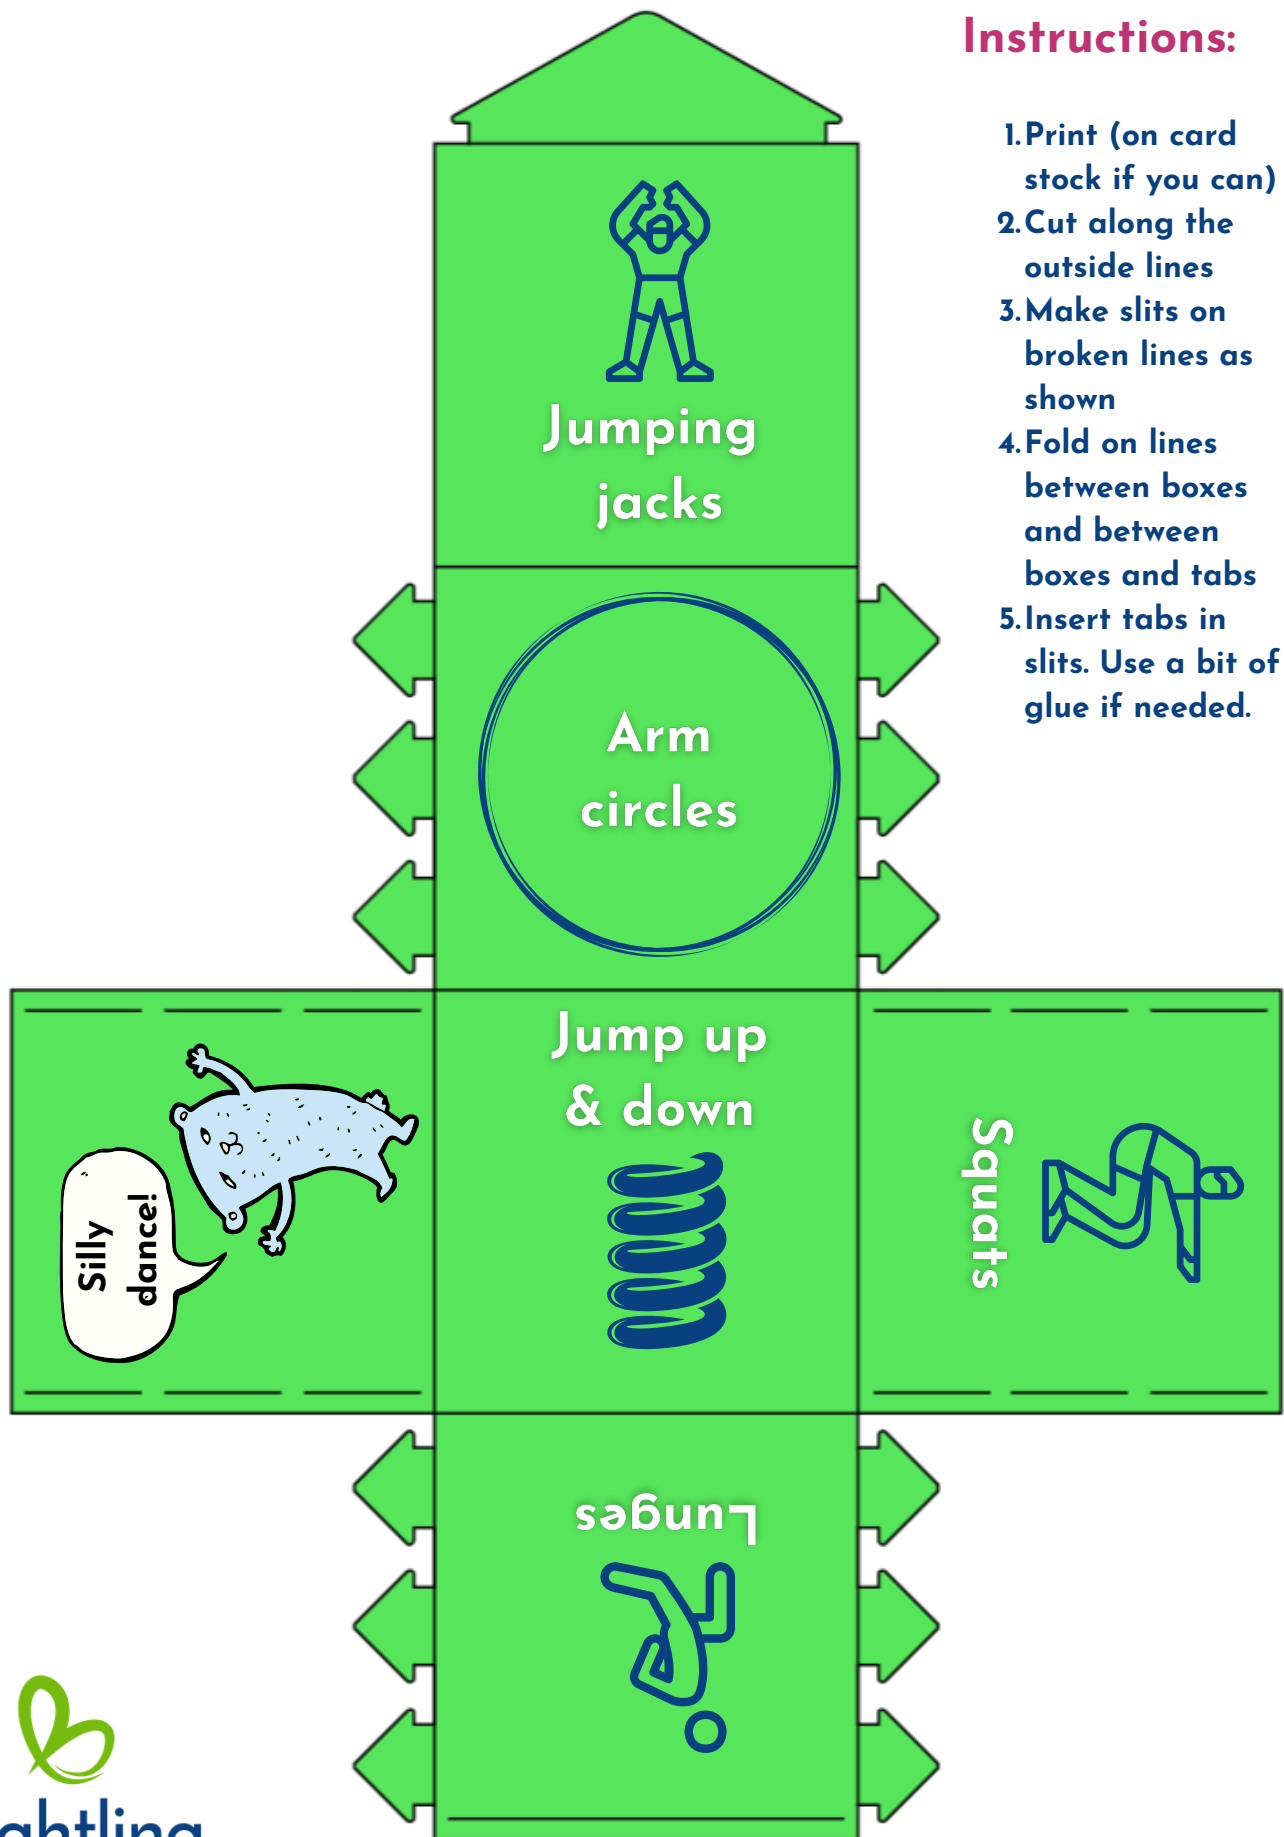 Instructions:
1. Print (on card
stock if you can)
2. Cut along the
outside lines
3. Make slits on
broken lines as
shown
4. Fold on lines
between boxes
and between
boxes and tabs
5. Insert tabs in
slits. Use a bit of
glue if needed.
Jumping
jacks
Arm
circles
Silly
dance!
Jump up
& down
Squats
Lunges